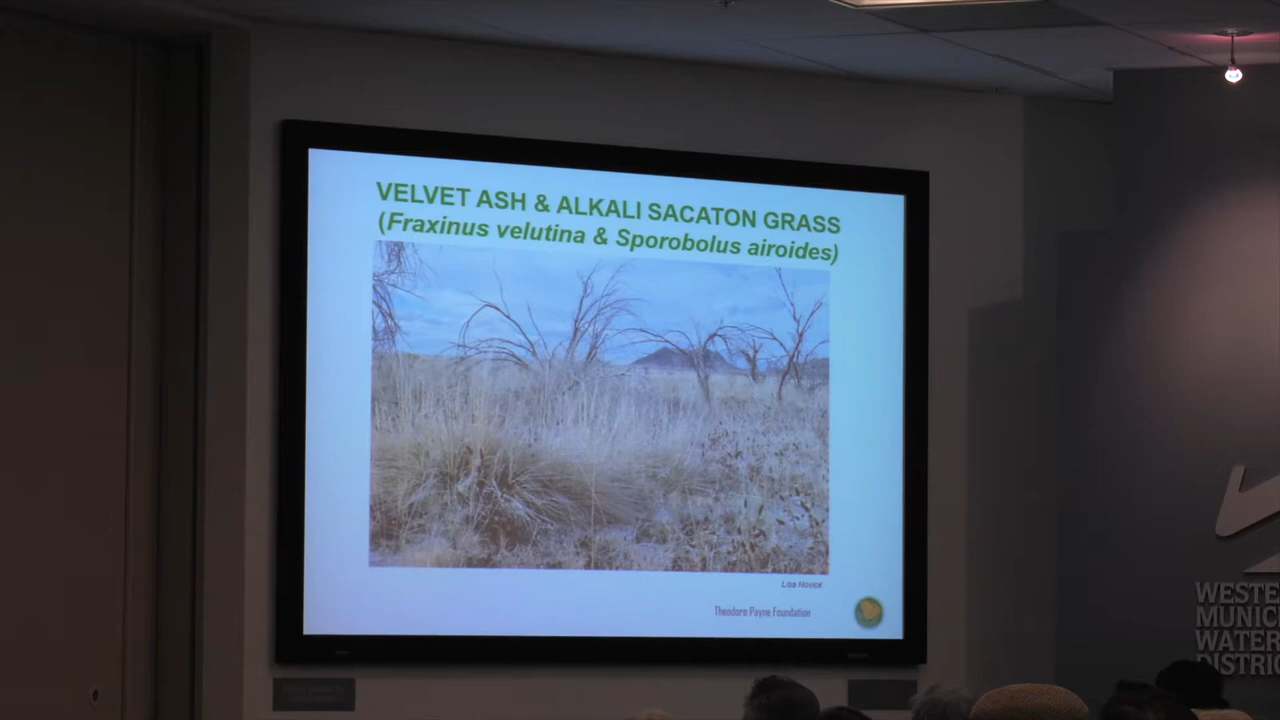 VELVET ASH & ALKALI SACATON GRASS
(Fraxinus velutina & Sporobolus airoides)
Lisa Novick
Theodore Payne Foundation
WESTE
MUNIC
WATER
DISTRIC